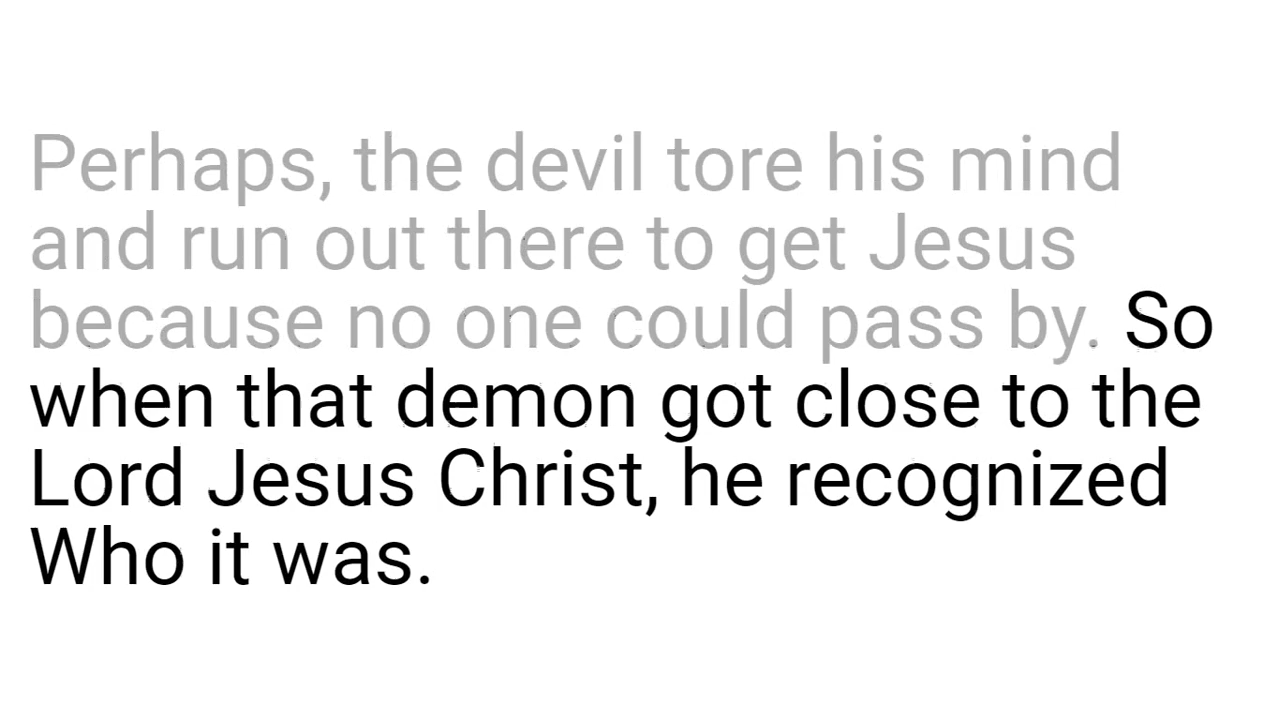 Perhaps, the devil tore his mind
and run out there to get Jesus
because no one could pass by. So
when that demon got close to the
Lord Jesus Christ, he recognized
Who it was.